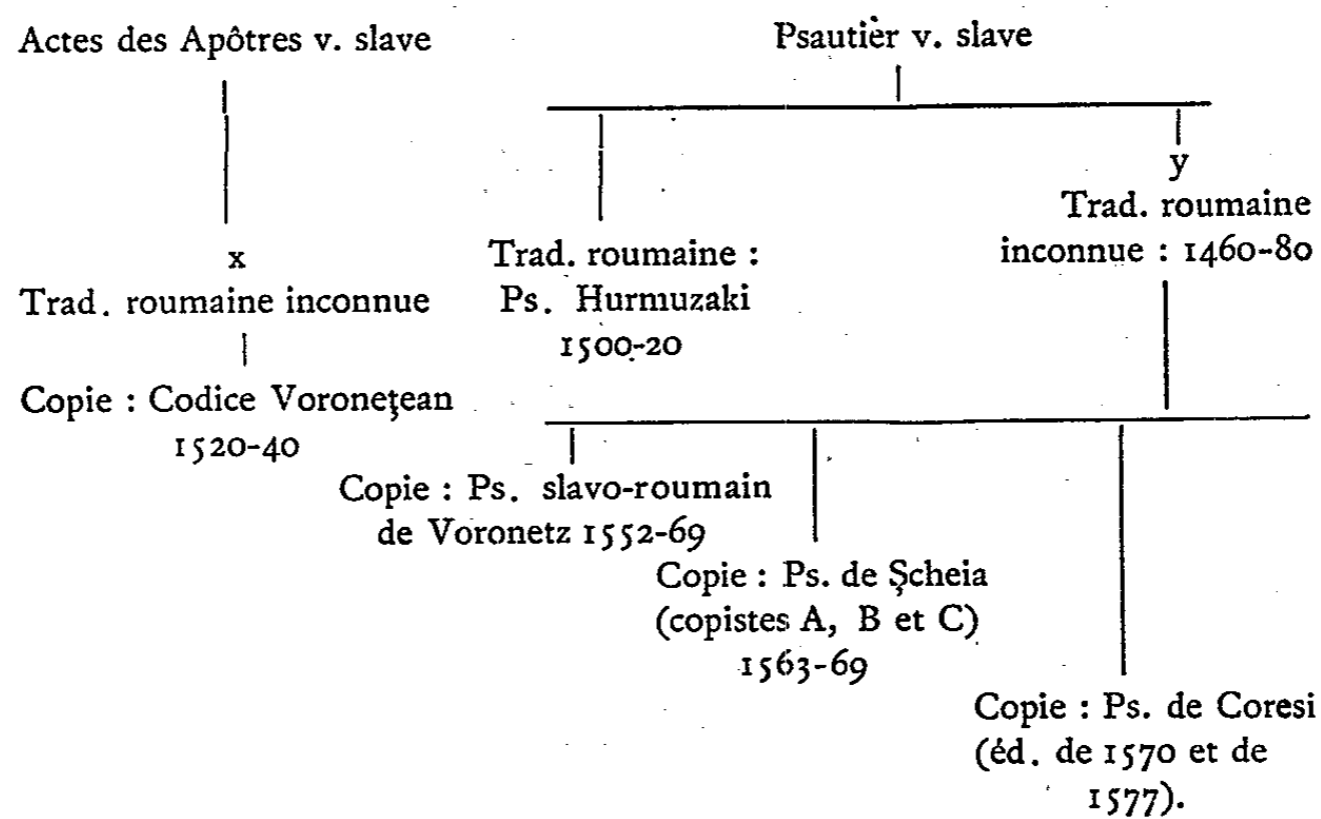 Actes des Apôtres v. slave
Psautier v. slave
x
Trad. roumaine inconnue
Copie : Codice Voronețean
1520-40
Trad. roumaine :
Ps. Hurmuzaki
1500-20
y
Trad. roumaine
inconnue : 1460-80
Copie : Ps. slavo-roumain
de Voronetz 1552-69
Copie : Ps. de Șcheia
(copistes A, B et C)
1563-69
Copie : Ps. de Coresi
(éd. de 1570 et de
1577).